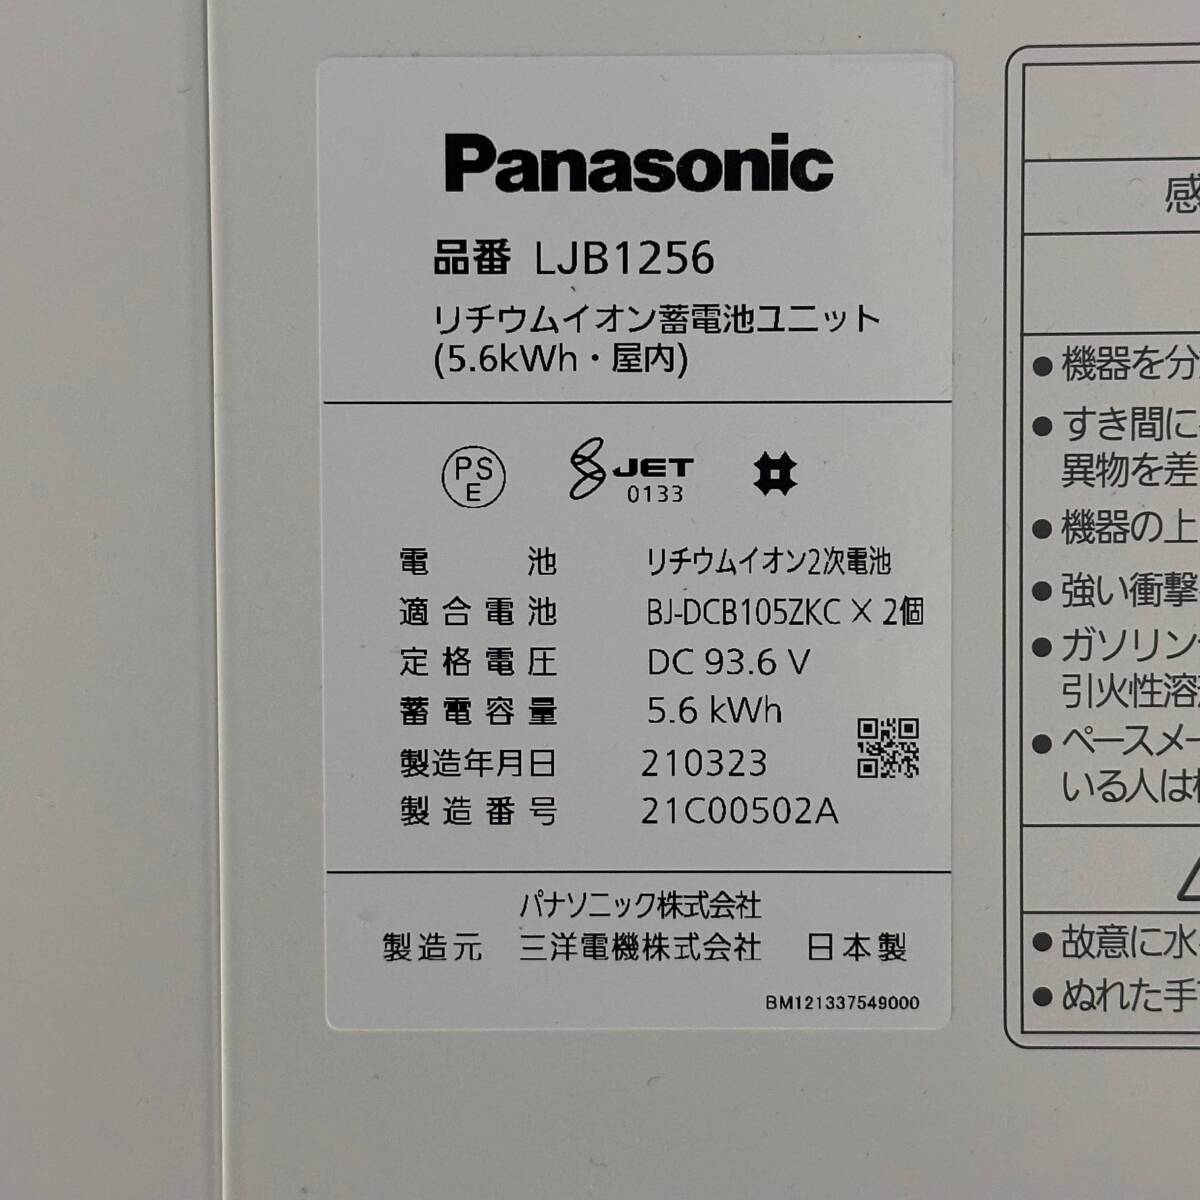 Panasonic
品番 LJB1256
リチウムイオン蓄電池ユニット
(5.6kWh・屋内)
PS
E
JET
0133
電池 リチウムイオン2次電池
適合電池 BJ-DCB105ZKC × 2個
定格電圧 DC 93.6 V
蓄電容量 5.6 kWh
製造年月日 210323
製造番号 21C00502A
パナソニック株式会社
製造元 三洋電機株式会社 日本製
BM121337549000
感
● 機器を分
● すき間に
異物を差
● 機器の上
● 強い衝撃
● ガソリン
引火性溶
● ペースメー
いる人は
● 故意に水
● ぬれた手